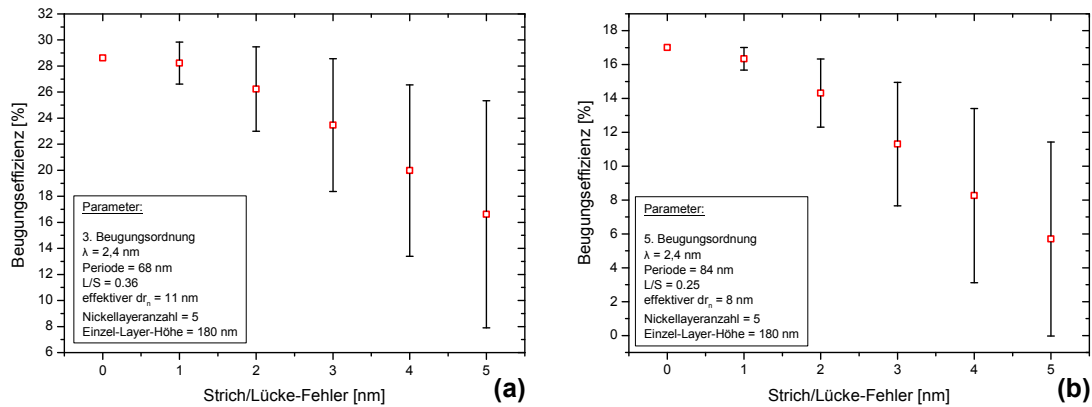 32
30
28
26
24
22
20
18
16
14
12
10
8
6
Beugungseffizienz [%]
Parameter:
3. Beugungsordnung
λ = 2,4 nm
Periode = 68 nm
L/S = 0.36
effektiver drₙ = 11 nm
Nickellayeranzahl = 5
Einzel-Layer-Höhe = 180 nm
0 1 2 3 4 5
Strich/Lücke-Fehler [nm]
(a)
18
16
14
12
10
8
6
4
2
0
Beugungseffizienz [%]
Parameter:
5. Beugungsordnung
λ = 2,4 nm
Periode = 84 nm
L/S = 0.25
effektiver drₙ = 8 nm
Nickellayeranzahl = 5
Einzel-Layer-Höhe = 180 nm
0 1 2 3 4 5
Strich/Lücke-Fehler [nm]
(b)